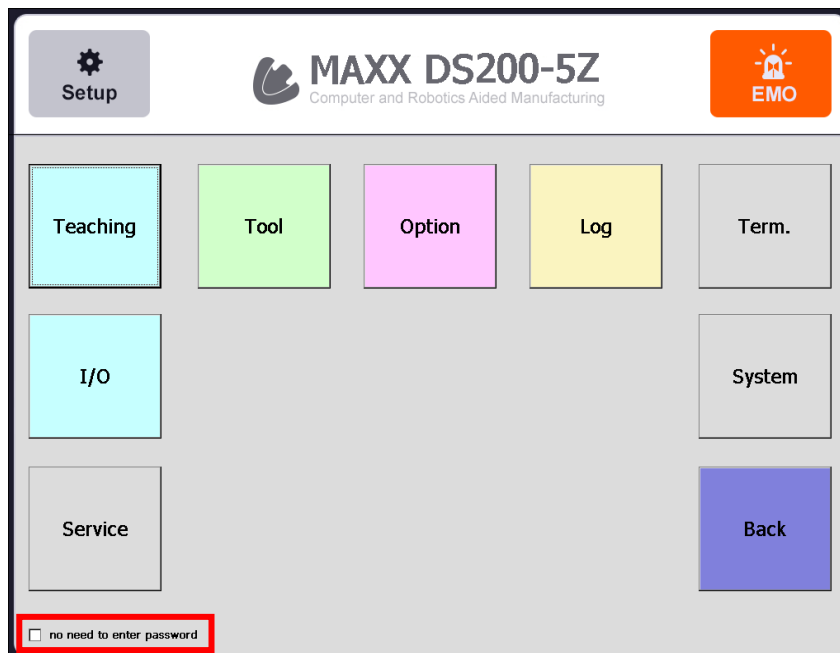 Setup
MAXX DS200-5Z
Computer and Robotics Aided Manufacturing
EMO
Teaching
Tool
Option
Log
Term.
I/O
System
Service
Back
no need to enter password